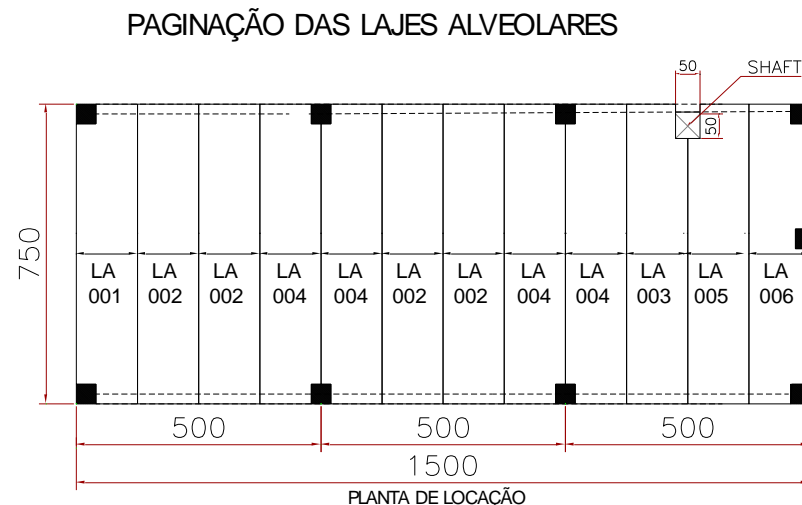 PAGINAÇÃO DAS LAJES ALVEOLARES
50
SHAFT
50
750
LA 001
LA 002
LA 002
LA 004
LA 004
LA 002
LA 002
LA 004
LA 004
LA 003
LA 005
LA 006
500
500
500
1500
PLANTA DE LOCAÇÃO